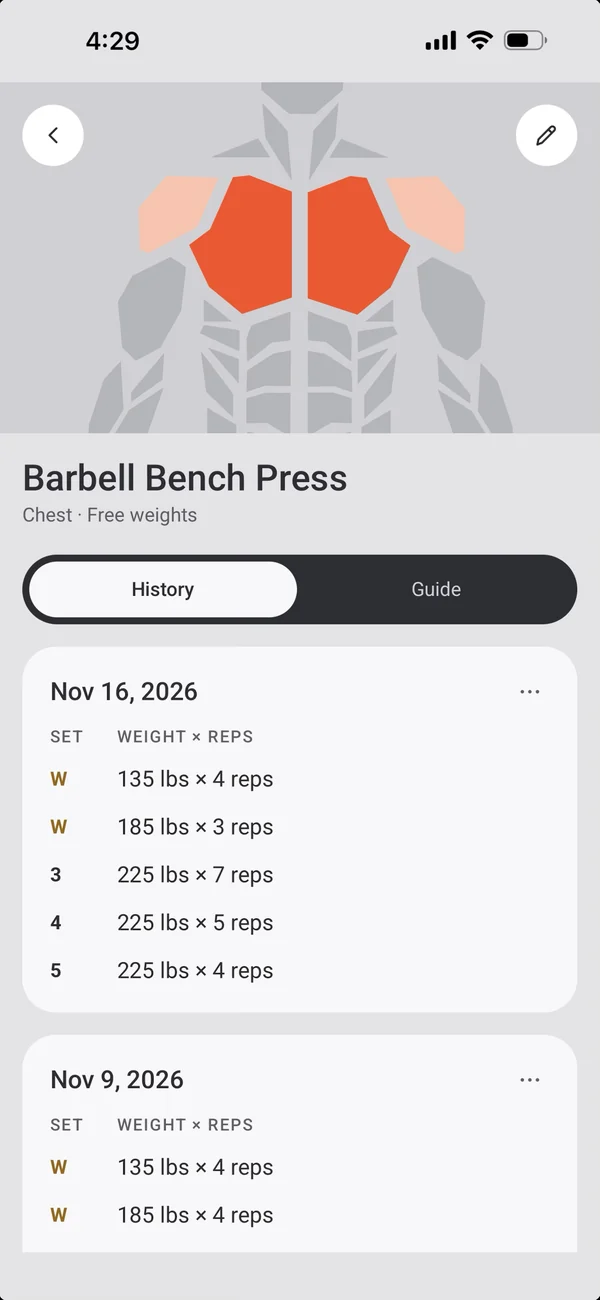 4:29
Barbell Bench Press
Chest · Free weights
History Guide
Nov 16, 2026
SET WEIGHT × REPS
W 135 lbs × 4 reps
W 185 lbs × 3 reps
3 225 lbs × 7 reps
4 225 lbs × 5 reps
5 225 lbs × 4 reps
Nov 9, 2026
SET WEIGHT × REPS
W 135 lbs × 4 reps
W 185 lbs × 4 reps